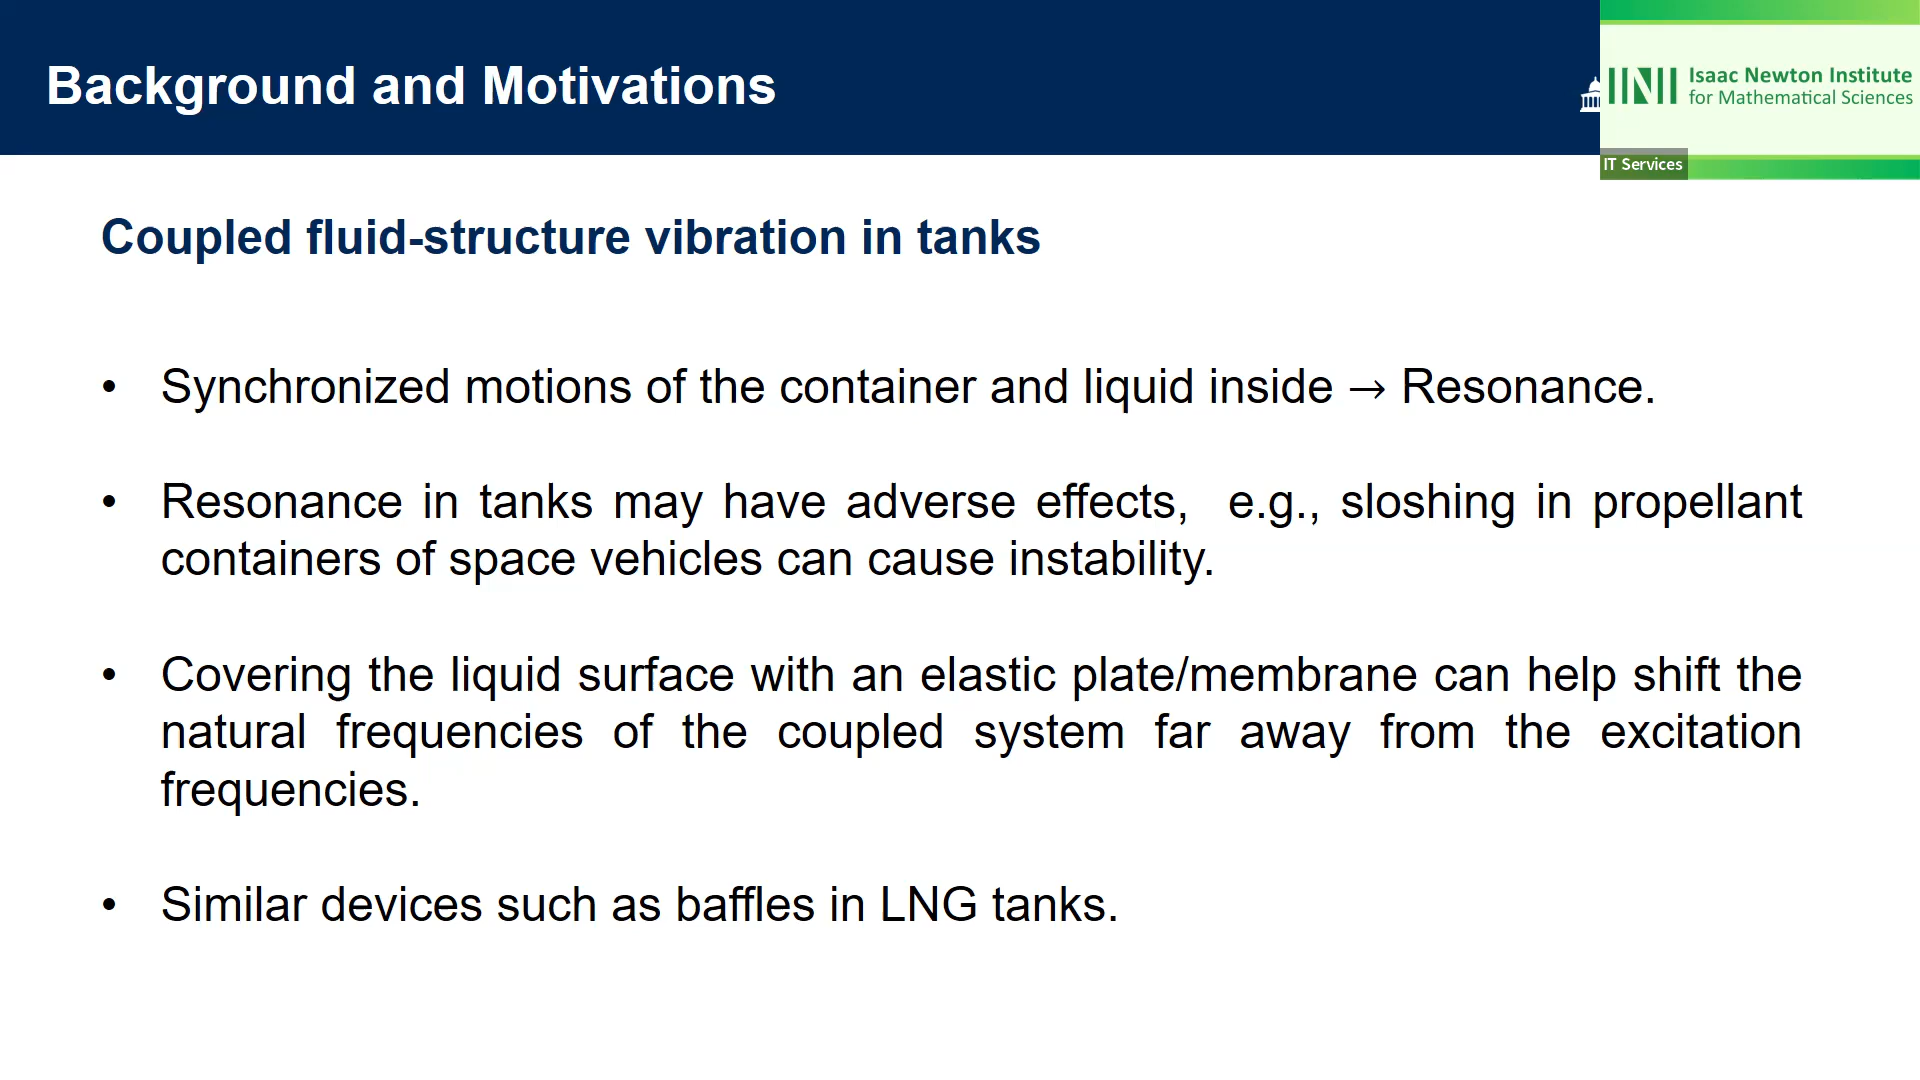 Background and Motivations
Isaac Newton Institute
for Mathematical Sciences
IT Services
Coupled fluid-structure vibration in tanks
• Synchronized motions of the container and liquid inside → Resonance.
• Resonance in tanks may have adverse effects, e.g., sloshing in propellant
containers of space vehicles can cause instability.
• Covering the liquid surface with an elastic plate/membrane can help shift the
natural frequencies of the coupled system far away from the excitation
frequencies.
• Similar devices such as baffles in LNG tanks.